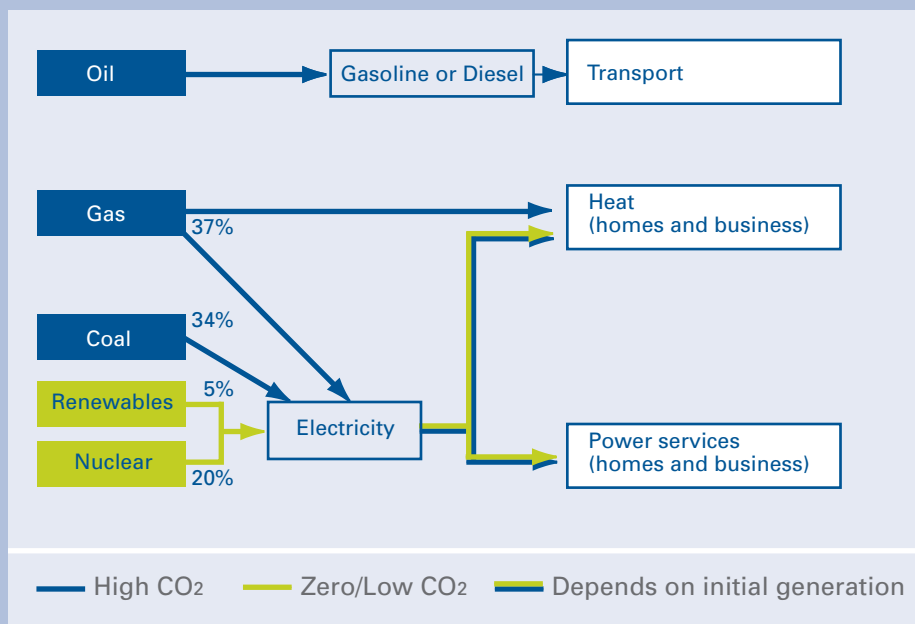 Oil
Gasoline or Diesel
Transport
Gas
37%
Heat
(homes and business)
34%
Coal
5%
Renewables
Electricity
Power services
(homes and business)
Nuclear
20%
High CO2
Zero/Low CO2
Depends on initial generation